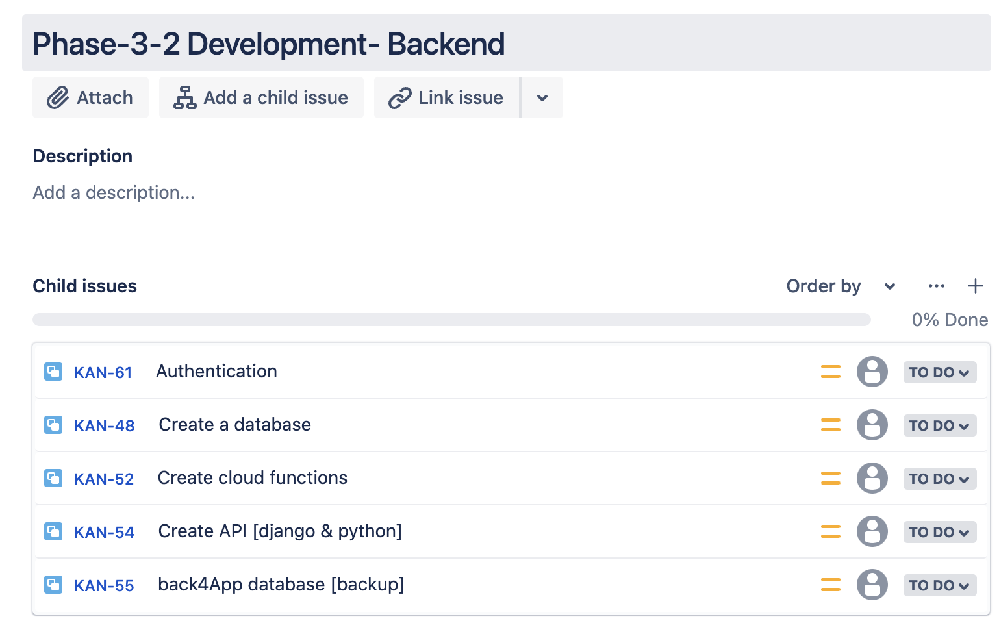 Phase-3-2 Development- Backend
Attach Add a child issue Link issue
Description
Add a description...
Child issues Order by
0% Done
KAN-61 Authentication TO DO
KAN-48 Create a database TO DO
KAN-52 Create cloud functions TO DO
KAN-54 Create API [django & python] TO DO
KAN-55 back4App database [backup] TO DO